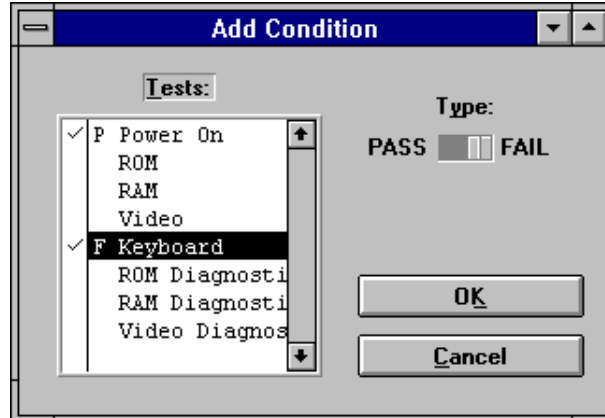 Add Condition
Tests:
P Power On
ROM
RAM
Video
F Keyboard
ROM Diagnosti
RAM Diagnosti
Video Diagnos
Type:
PASS FAIL
OK
Cancel